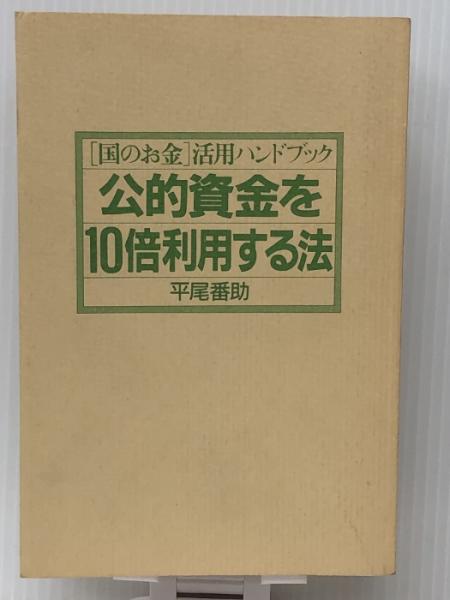 ［国のお金］活用ハンドブック
公的資金を
10倍利用する法
平尾番助